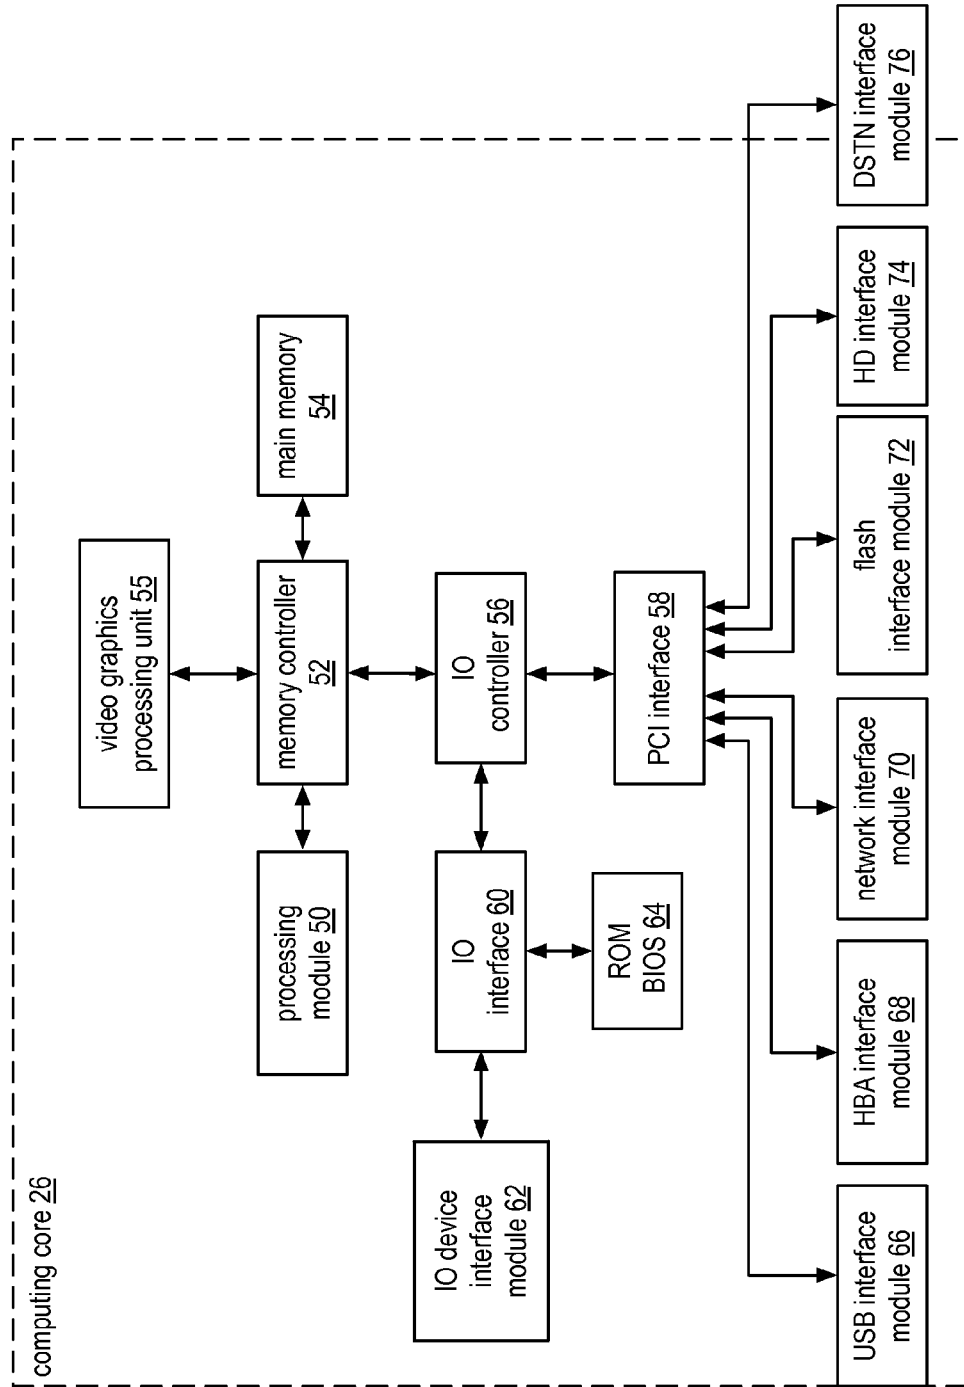 computing core 26
video graphics
processing unit 55
processing
module 50
memory controller
52
main memory
54
IO device
interface
module 62
IO
interface 60
IO
controller 56
ROM
BIOS 64
PCI interface 58
USB interface
module 66
HBA interface
module 68
network interface
module 70
flash
interface module 72
HD interface
module 74
DSTN interface
module 76